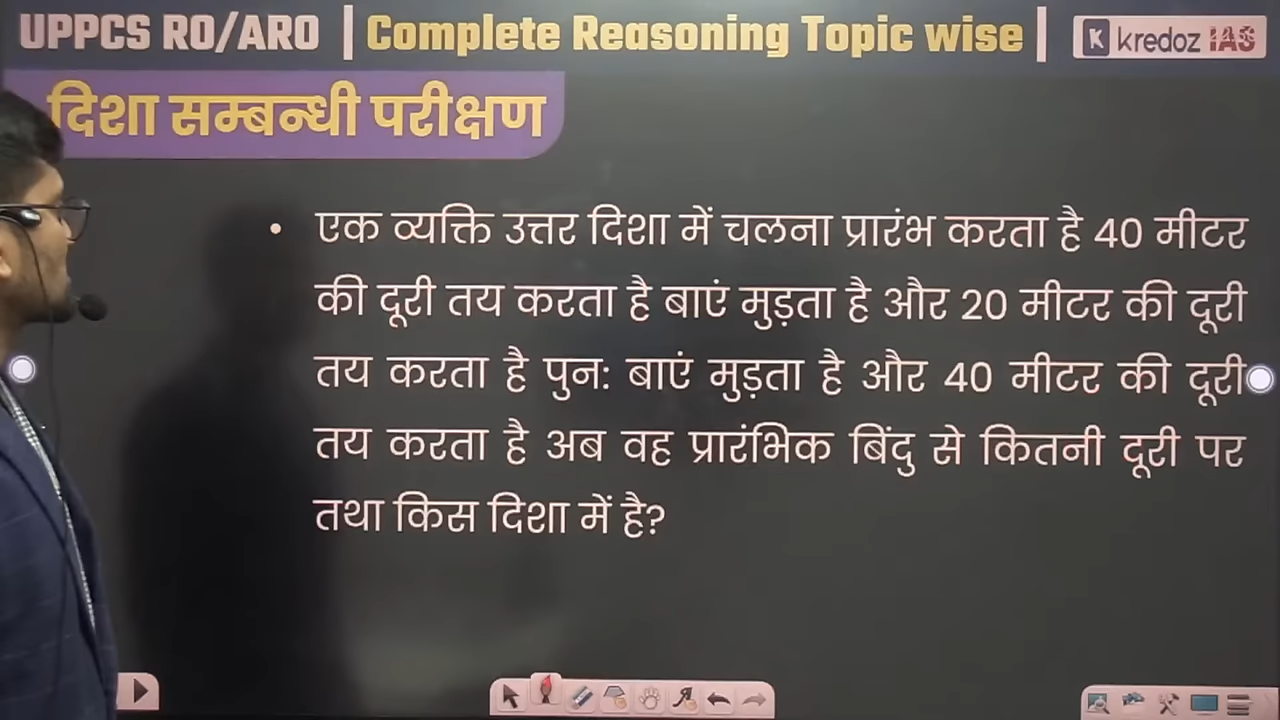 UPPCS RO/ARO | Complete Reasoning Topic wise |
K kredoz IAS
दिशा सम्बन्धी परीक्षण
• एक व्यक्ति उत्तर दिशा में चलना प्रारंभ करता है 40 मीटर
की दूरी तय करता है बाएं मुड़ता है और 20 मीटर की दूरी
तय करता है पुन: बाएं मुड़ता है और 40 मीटर की दूरी
तय करता है अब वह प्रारंभिक बिंदु से कितनी दूरी पर
तथा किस दिशा में है?